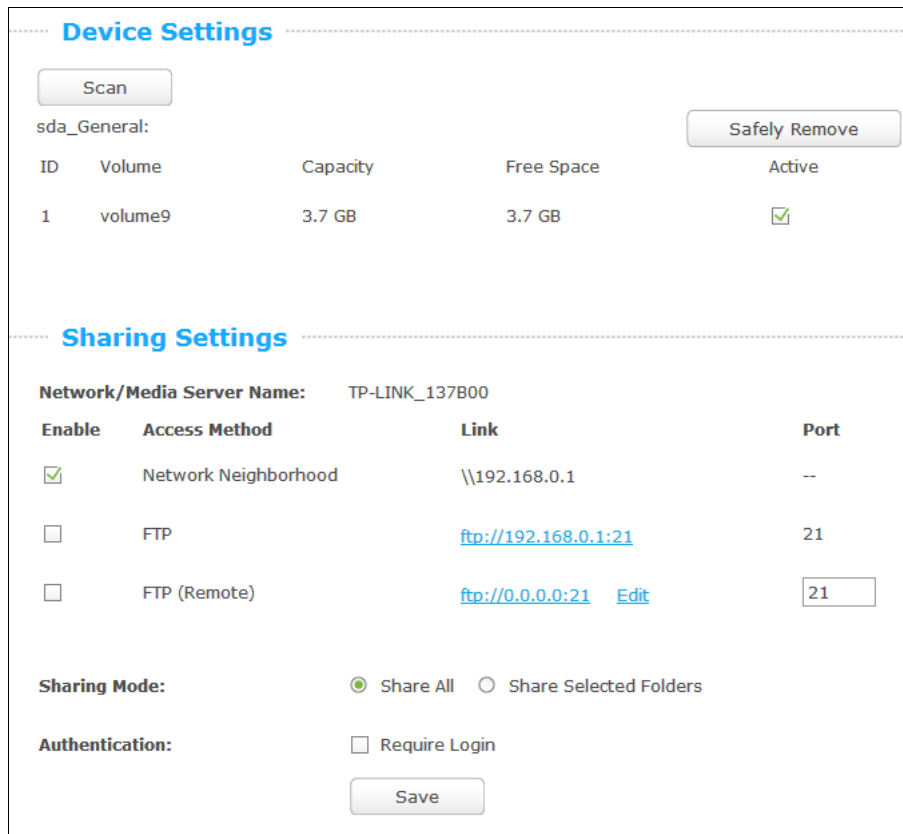 Device Settings
Scan
sda_General:
Safely Remove
ID Volume Capacity Free Space Active
1 volume9 3.7 GB 3.7 GB
Sharing Settings
Network/Media Server Name: TP-LINK_137B00
Enable Access Method Link Port
Network Neighborhood \\192.168.0.1 --
FTP ftp://192.168.0.1:21 21
FTP (Remote) ftp://0.0.0.0:21 Edit 21
Sharing Mode: Share All Share Selected Folders
Authentication: Require Login
Save